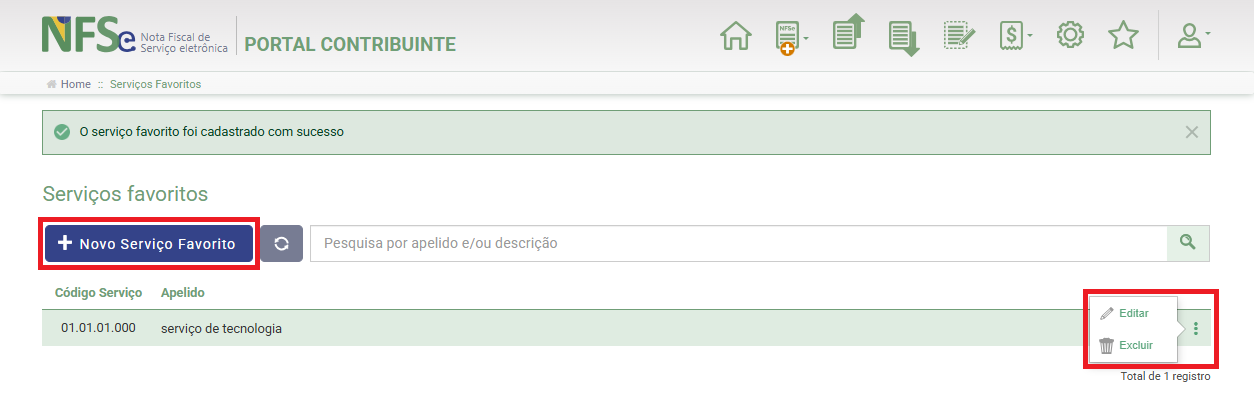 NFSe Nota Fiscal de
Serviço eletrônica
PORTAL CONTRIBUINTE
NFSe
$
Home :: Serviços Favoritos
O serviço favorito foi cadastrado com sucesso
Serviços favoritos
Novo Serviço Favorito
Pesquisa por apelido e/ou descrição
Código Serviço Apelido
01.01.01.000 serviço de tecnologia
Editar
Excluir
Total de 1 registro